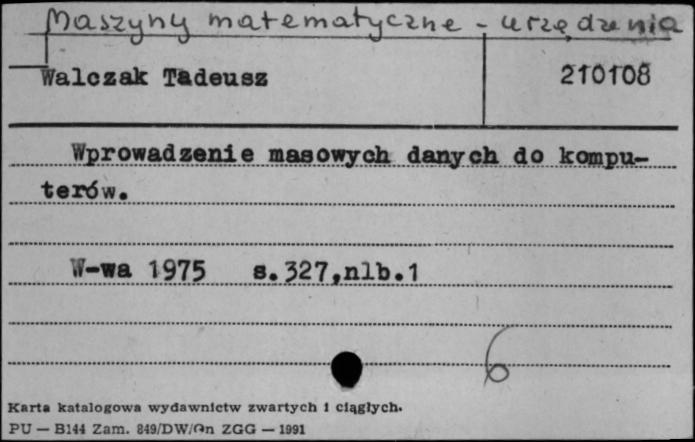 Maszyny matematyczne - urządzenia
Walczak Tadeusz 210108
Wprowadzenie masowych danych do kompu-
terów.
W-wa 1975 s.327,nlb.1
6
Karta katalogowa wydawnictw zwartych i ciągłych.
PU — B144 Zam. 849/DW/Gn ZGG — 1991